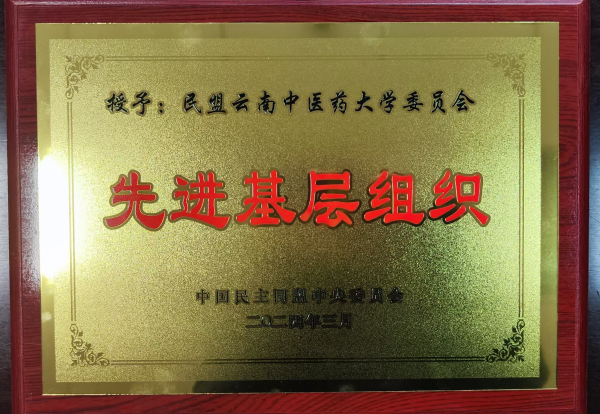 授予：民盟云南中医药大学委员会
先进基层组织
中国民主同盟中央委员会
二〇二四年三月